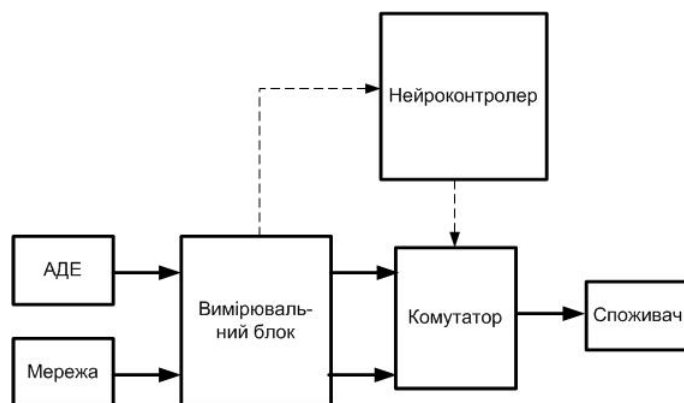 Нейроконтролер
АДЕ
Вимірюваль-
ний блок
Комутатор
Споживач
Мережа